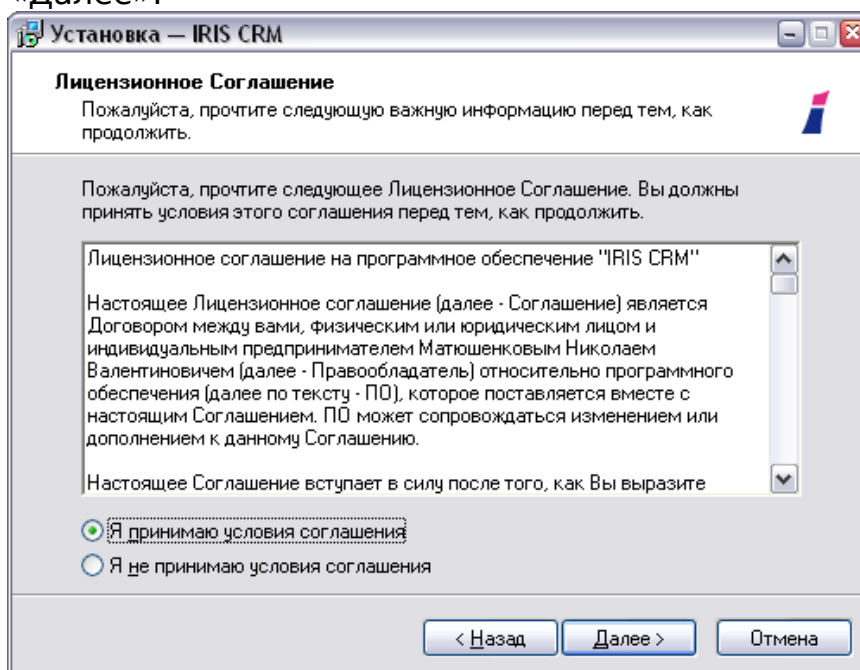 «Далее».
Установка — IRIS CRM
Лицензионное Соглашение
Пожалуйста, прочтите следующую важную информацию перед тем, как
продолжить.
Пожалуйста, прочтите следующее Лицензионное Соглашение. Вы должны
принять условия этого соглашения перед тем, как продолжить.
Лицензионное соглашение на программное обеспечение "IRIS CRM"
Настоящее Лицензионное соглашение (далее - Соглашение) является
Договором между вами, физическим или юридическим лицом и
индивидуальным предпринимателем Матюшенковым Николаем
Валентиновичем (далее - Правообладатель) относительно программного
обеспечения (далее по тексту - ПО), которое поставляется вместе с
настоящим Соглашением. ПО может сопровождаться изменением или
дополнением к данному Соглашению.
Настоящее Соглашение вступает в силу после того, как Вы выразите
Я принимаю условия соглашения
Я не принимаю условия соглашения
< Назад
Далее >
Отмена